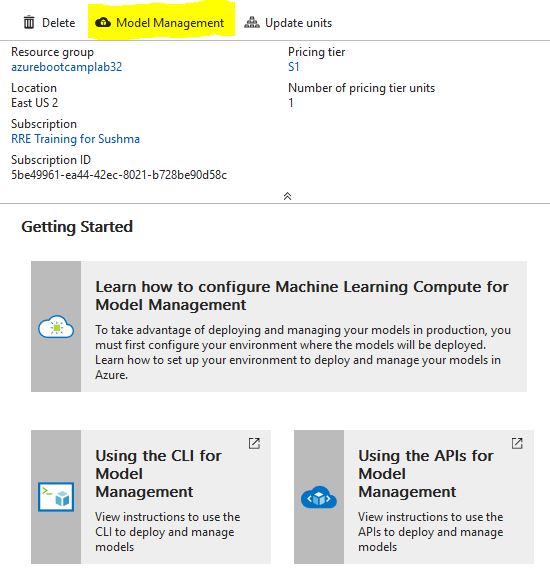 Delete Model Management Update units
Resource group Pricing tier
azurebootcamplab32 S1
Location Number of pricing tier units
East US 2 1
Subscription
RRE Training for Sushma
Subscription ID
5be49961-ea44-42ec-8021-b728be90d58c
Getting Started
Learn how to configure Machine Learning Compute for
Model Management
To take advantage of deploying and managing your models in production, you
must first configure your environment where the models will be deployed.
Learn how to set up your environment to deploy and manage your models in
Azure.
Using the CLI for
Model
Management
View instructions to use the
CLI to deploy and manage
models
Using the APIs for
Model
Management
View instructions to use the
APIs to deploy and manage
models